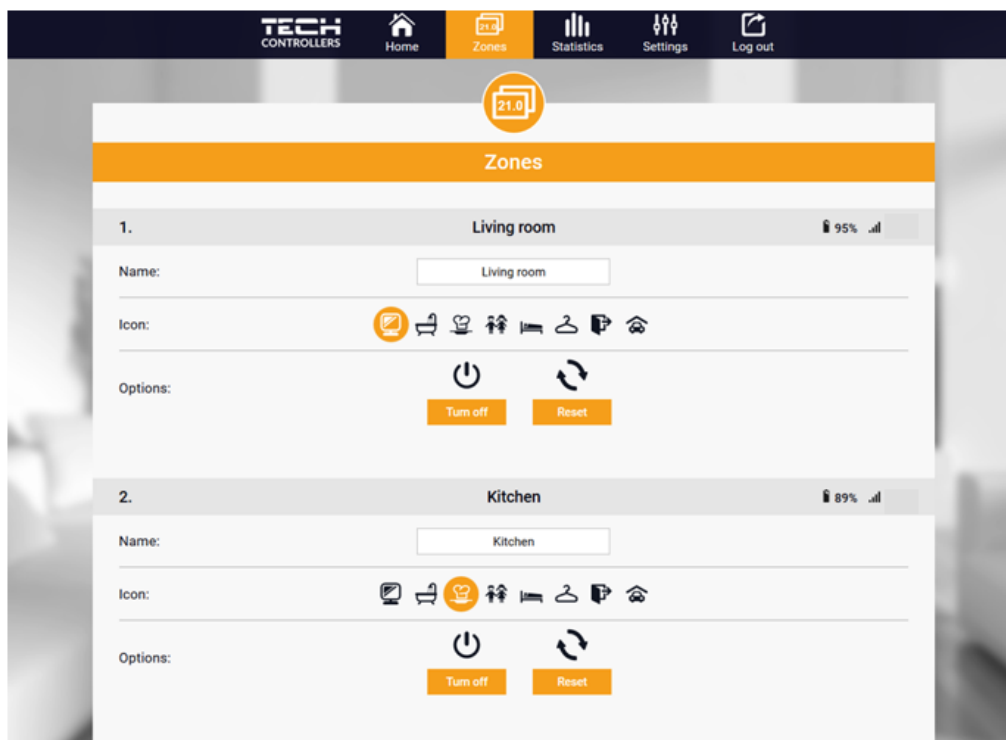 TECH
CONTROLLERS
Home
Zones
Statistics
Settings
Log out
21.0
21.0
Zones
1. Living room 95%
Name: Living room
Icon:
Options:
Turn off Reset
2. Kitchen 89%
Name: Kitchen
Icon:
Options:
Turn off Reset